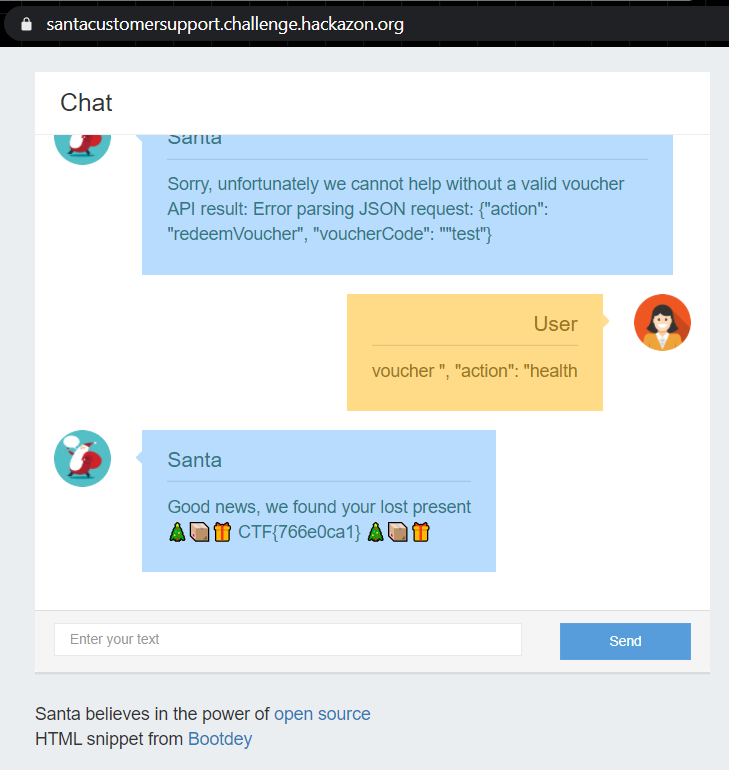 santacustomersupport.challenge.hackazon.org
Chat
Santa
Sorry, unfortunately we cannot help without a valid voucher
API result: Error parsing JSON request: {"action":
"redeemVoucher", "voucherCode": ""test"}
User
voucher ", "action": "health
Santa
Good news, we found your lost present
🎄📦🎁 CTF{766e0ca1} 🎄📦🎁
Enter your text
Send
Santa believes in the power of open source
HTML snippet from Bootdey